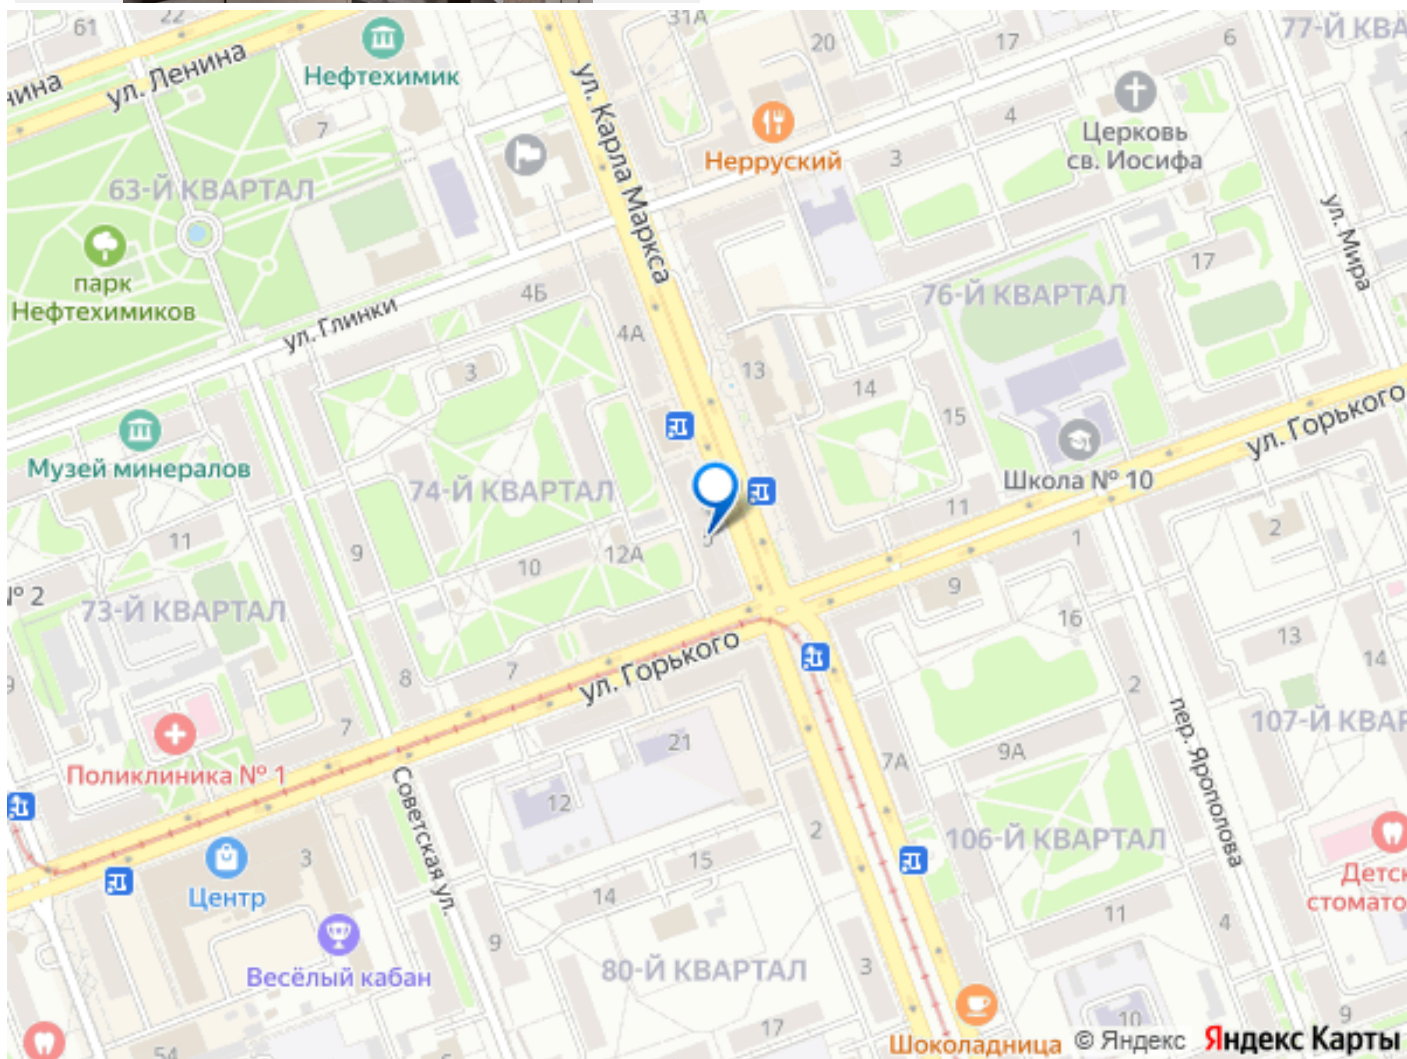 61
22
31А
20
17
6
77-Й КВА
Нефтехимик
ул. Ленина
ул. Карла Маркса
7
4
Церковь
св. Иосифа
Нерруский
3
63-Й КВАРТАЛ
ул. Мира
парк
Нефтехимиков
17
4Б
76-Й КВАРТАЛ
ул. Глинки
4А
3
13
14
15
ул. Горького
Музей минералов
74-Й КВАРТАЛ
Школа № 10
11
11
9
10
12А
2
1
№ 2
73-Й КВАРТАЛ
9
16
13
14
ул. Горького
8
7
2
7
21
9А
107-Й КВАР
пер. Ярополова
7А
Поликлиника № 1
Советская ул.
12
2
106-Й КВАРТАЛ
3
15
Центр
14
Детск
стомато
11
4
9
Весёлый кабан
80-Й КВАРТАЛ
3
17
10
9
54
Шоколадница
© Яндекс Яндекс Карты